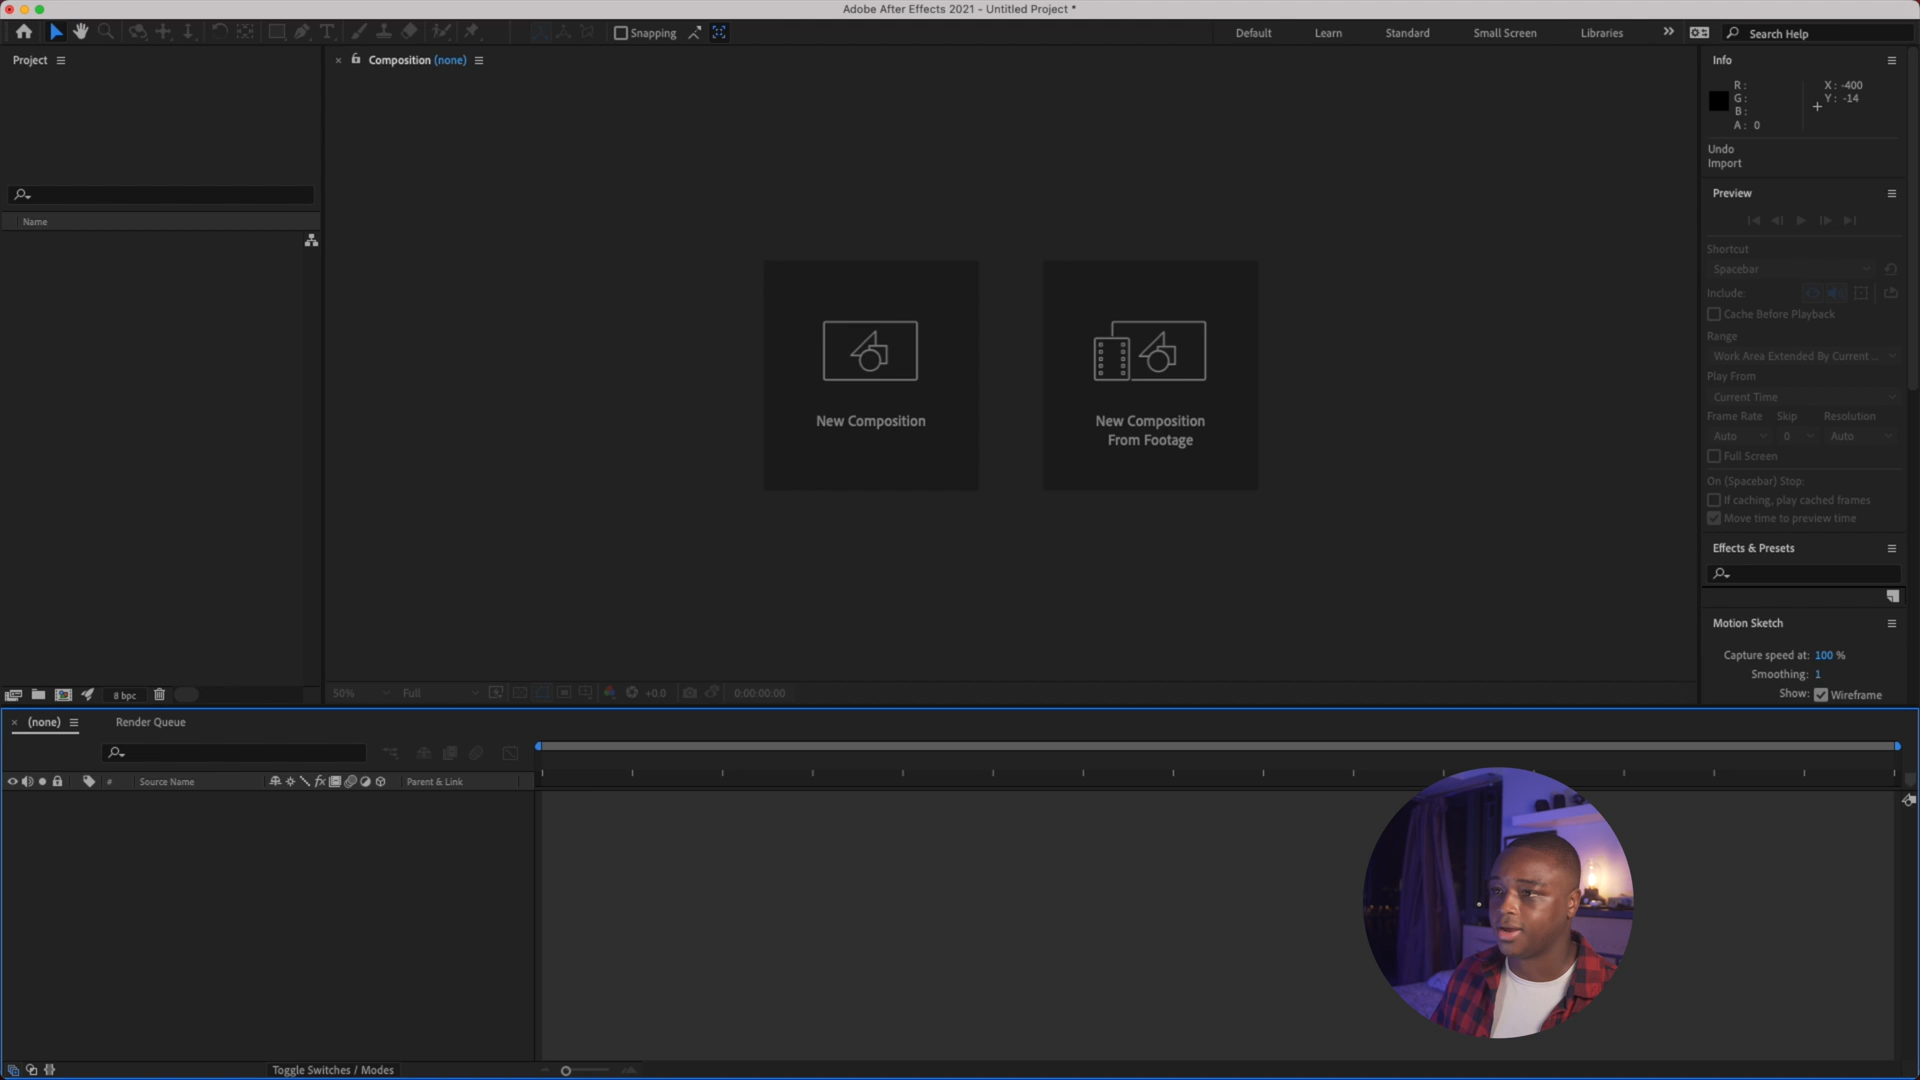 Adobe After Effects 2021 - Untitled Project *
Snapping
Default
Learn
Standard
Small Screen
Libraries
Search Help
Project
Composition (none)
Info
R :
G :
B :
A : 0
X : -400
Y : -14
Undo
Import
Name
Preview
Shortcut
Spacebar
Include:
Cache Before Playback
Range
Work Area Extended By Current ...
Play From
Current Time
Frame Rate Skip Resolution
Auto 0 Auto
Full Screen
On (Spacebar) Stop:
If caching, play cached frames
Move time to preview time
New Composition
New Composition
From Footage
Effects & Presets
Motion Sketch
Capture speed at: 100 %
Smoothing: 1
Show: Wireframe
8 bpc
50%
Full
+0.0
0:00:00:00
(none)
Render Queue
#
Source Name
fx
Parent & Link
Toggle Switches / Modes